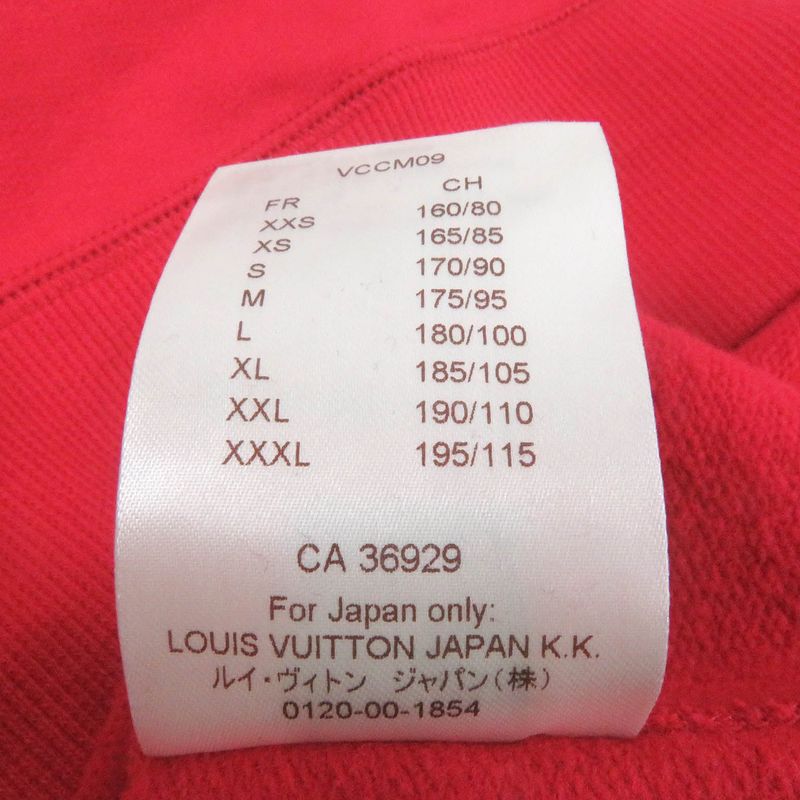 VCCM09
FR CH
XXS 160/80
XS 165/85
S 170/90
M 175/95
L 180/100
XL 185/105
XXL 190/110
XXXL 195/115
CA 36929
For Japan only:
LOUIS VUITTON JAPAN K.K.
ルイ・ヴィトン ジャパン(株)
0120-00-1854